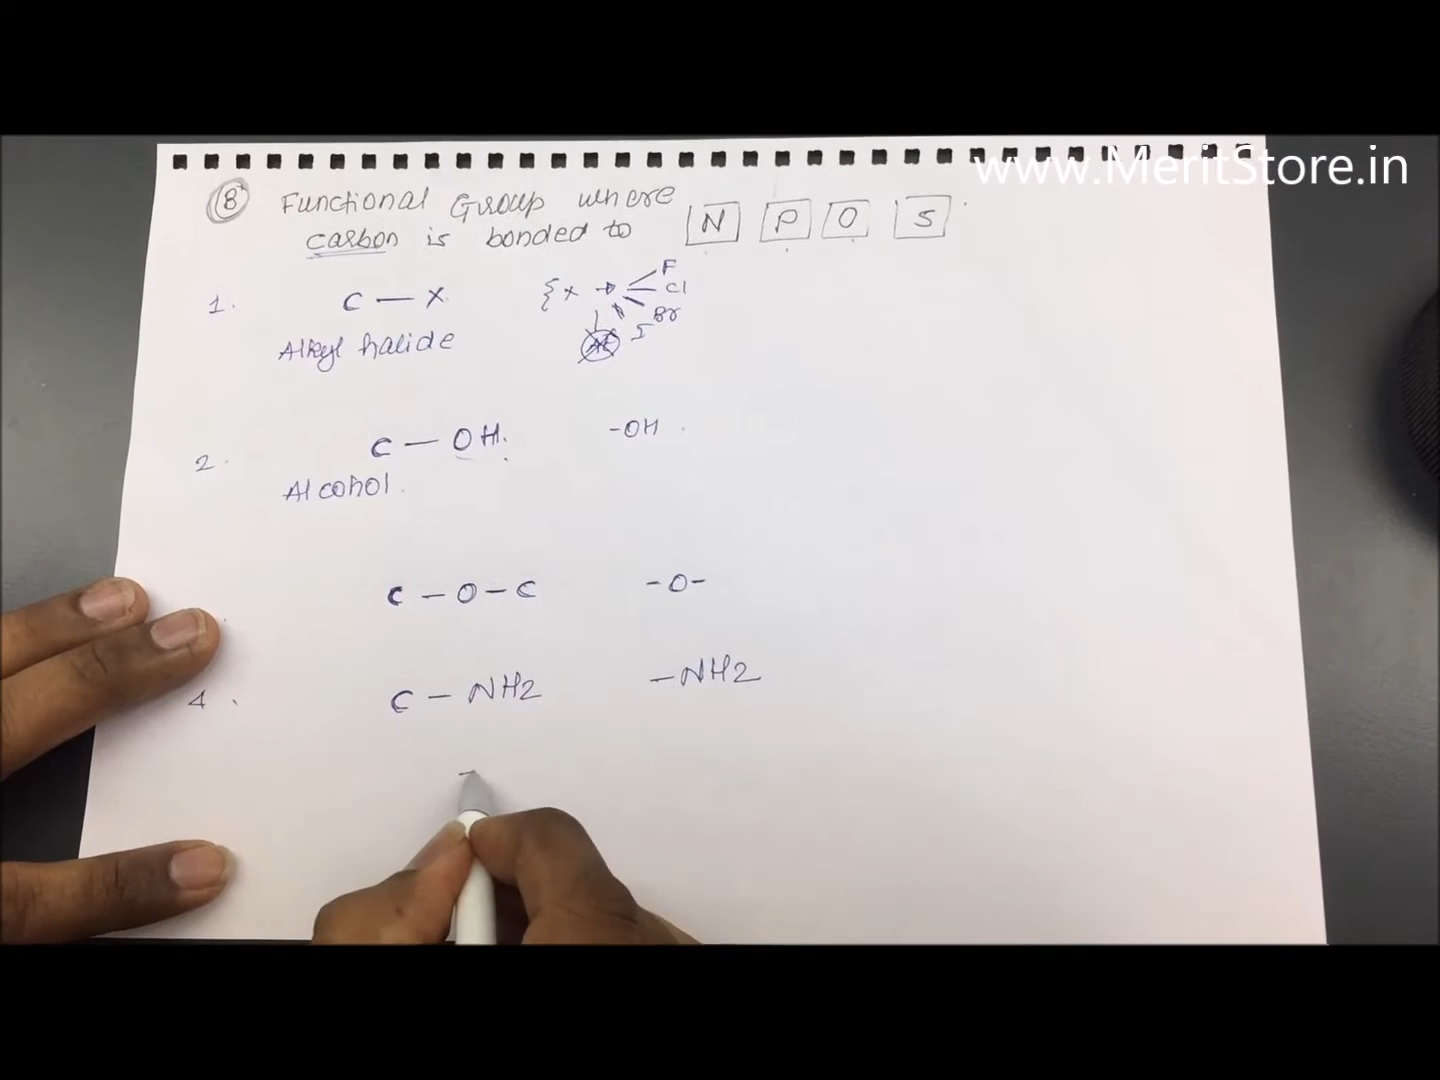 www.MeritStore.in
8 Functional Group where
carbon is bonded to N P O S
1. C — X { X → F
Cl
Br
I
At
Alkyl halide
C — OH. -OH
2.
Alcohol
C — O — C -O-
4. C — NH2 — NH2